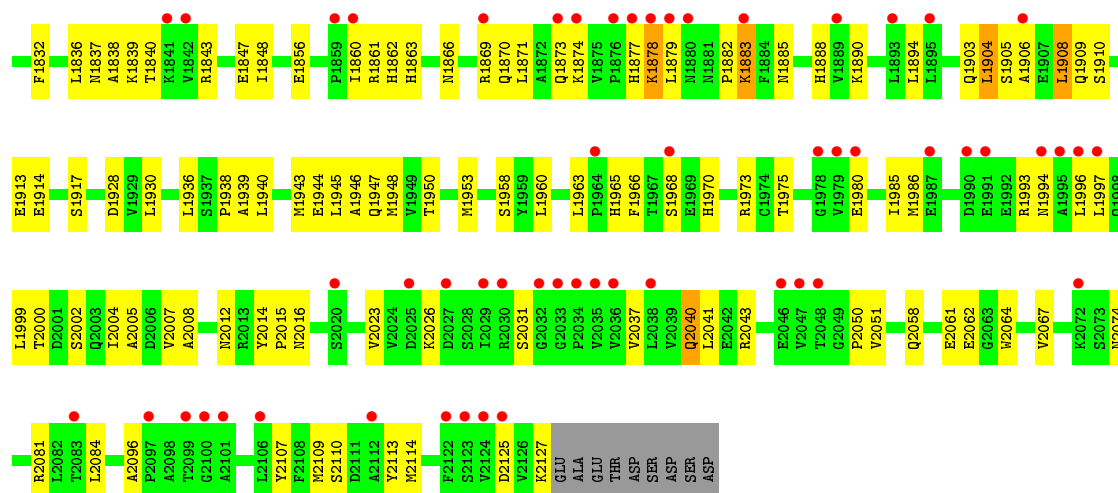 F1832 L1836 N1837 A1838 K1839 T1840 K1841 V1842 R1843 E1847 I1848 E1856 P1859 I1860 R1861 H1862 H1863 N1866 R1869 Q1870 L1871 A1872 Q1873 K1874 V1875 P1876 H1877 K1878 L1879 N1880 N1881 P1882 K1883 F1884 N1885 H1888 V1889 K1890 L1893 L1894 L1895 Q1903 L1904 S1905 A1906 E1907 L1908 Q1909 S1910
E1913 E1914 S1917 D1928 V1929 L1930 L1936 S1937 P1938 A1939 L1940 M1943 E1944 L1945 A1946 Q1947 M1948 V1949 T1950 M1953 S1958 Y1959 L1960 L1963 P1964 H1965 F1966 T1967 S1968 E1969 H1970 R1973 C1974 T1975 G1978 V1979 E1980 I1985 M1986 E1987 D1990 E1991 E1992 R1993 N1994 A1995 L1996 L1997
L1999 T2000 D2001 S2002 Q2003 I2004 A2005 D2006 V2007 A2008 N2012 R2013 Y2014 P2015 N2016 S2020 V2023 V2024 D2025 K2026 D2027 S2028 I2029 R2030 S2031 G2032 G2033 P2034 V2035 V2036 V2037 L2038 V2039 Q2040 L2041 E2042 R2043 E2046 V2047 T2048 G2049 P2050 V2051 Q2058 E2061 E2062 G2063 W2064 V2067 K2072 S2073 N2074
R2081 L2082 T2083 L2084 A2096 P2097 A2098 T2099 G2100 A2101 L2106 Y2107 F2108 M2109 S2110 D2111 A2112 Y2113 M2114 F2122 S2123 V2124 D2125 V2126 K2127 GLU ALA GLU THR ASP SER ASP SER ASP